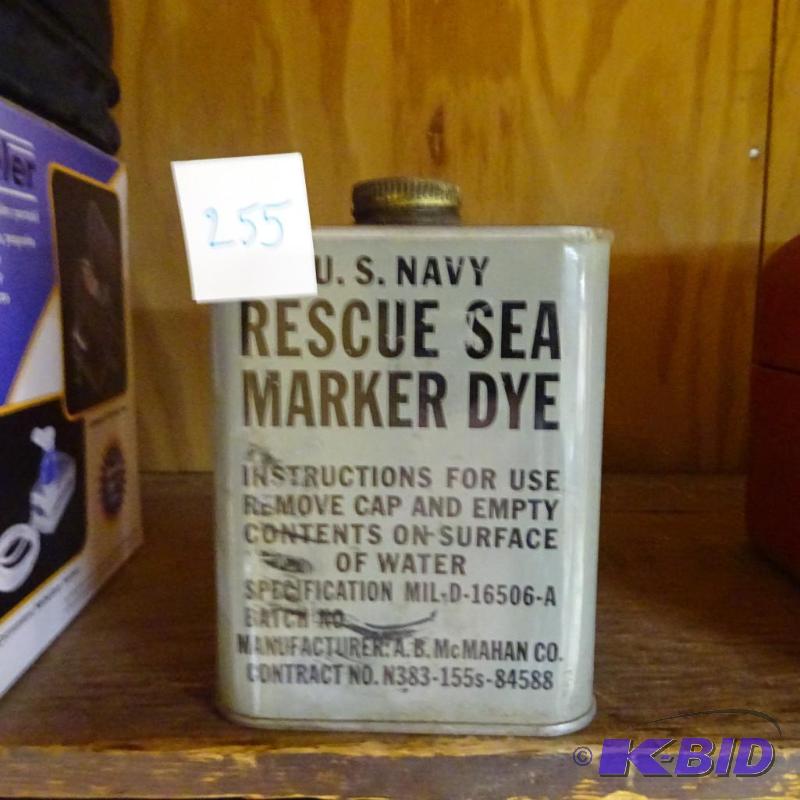 255
U. S. NAVY
RESCUE SEA
MARKER DYE
INSTRUCTIONS FOR USE
REMOVE CAP AND EMPTY
CONTENTS ON SURFACE
OF WATER
SPECIFICATION MIL-D-16506-A
BATCH NO.
MANUFACTURER: A. B. McMAHAN CO.
CONTRACT NO. N383-155s-84588
© K-BID